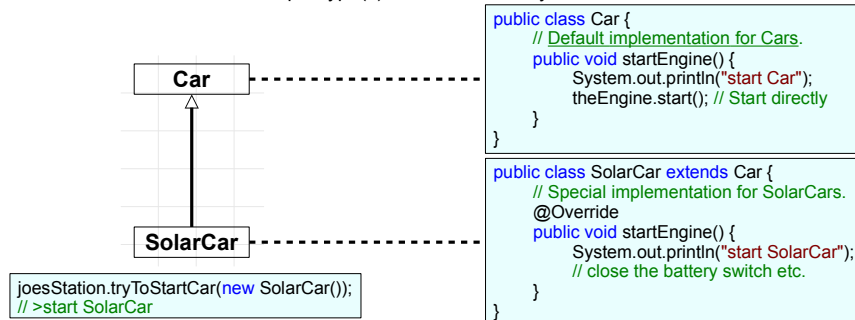 public class Car {
// Default implementation for Cars.
public void startEngine() {
System.out.println("start Car");
theEngine.start(); // Start directly
}
}
Car
public class SolarCar extends Car {
// Special implementation for SolarCars.
@Override
public void startEngine() {
System.out.println("start SolarCar");
// close the battery switch etc.
}
}
SolarCar
joesStation.tryToStartCar(new SolarCar());
// >start SolarCar